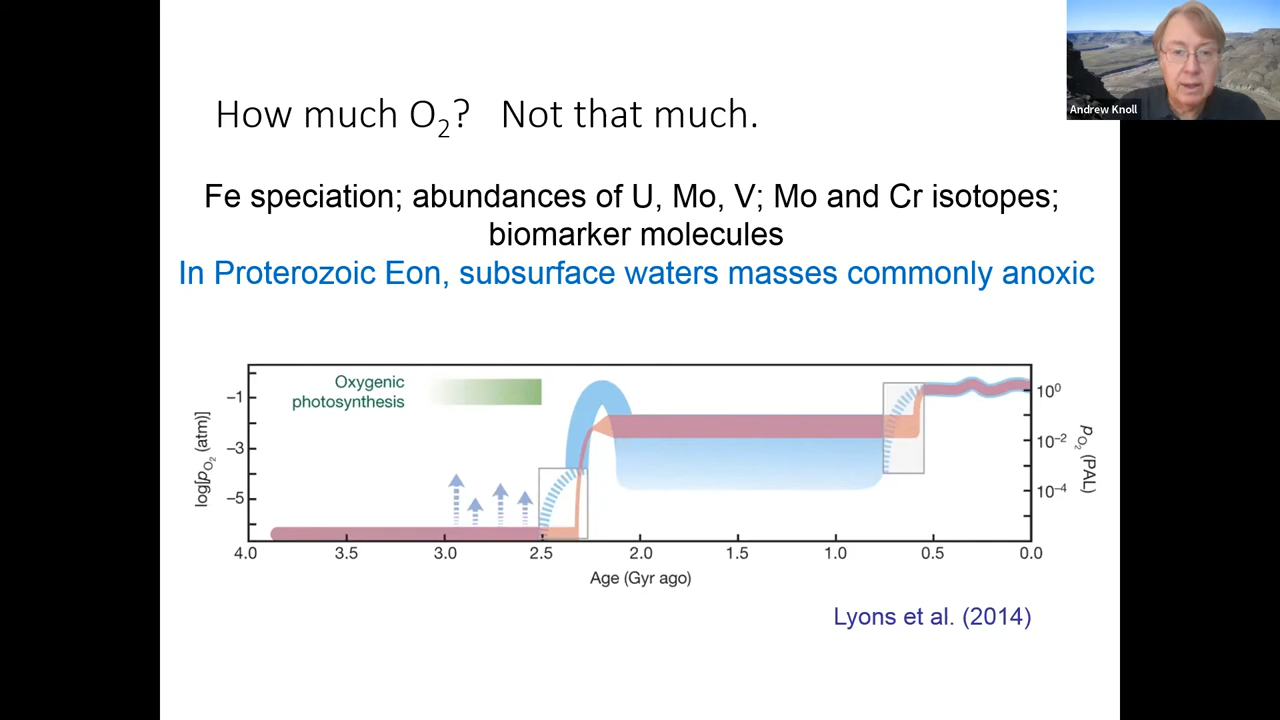 Andrew Knoll
How much O₂? Not that much.
Fe speciation; abundances of U, Mo, V; Mo and Cr isotopes;
biomarker molecules
In Proterozoic Eon, subsurface waters masses commonly anoxic
Oxygenic
photosynthesis
log[pO₂ (atm)]
−1
−3
−5
10⁰
10⁻²
10⁻⁴
pO₂ (PAL)
4.0 3.5 3.0 2.5 2.0 1.5 1.0 0.5 0.0
Age (Gyr ago)
Lyons et al. (2014)